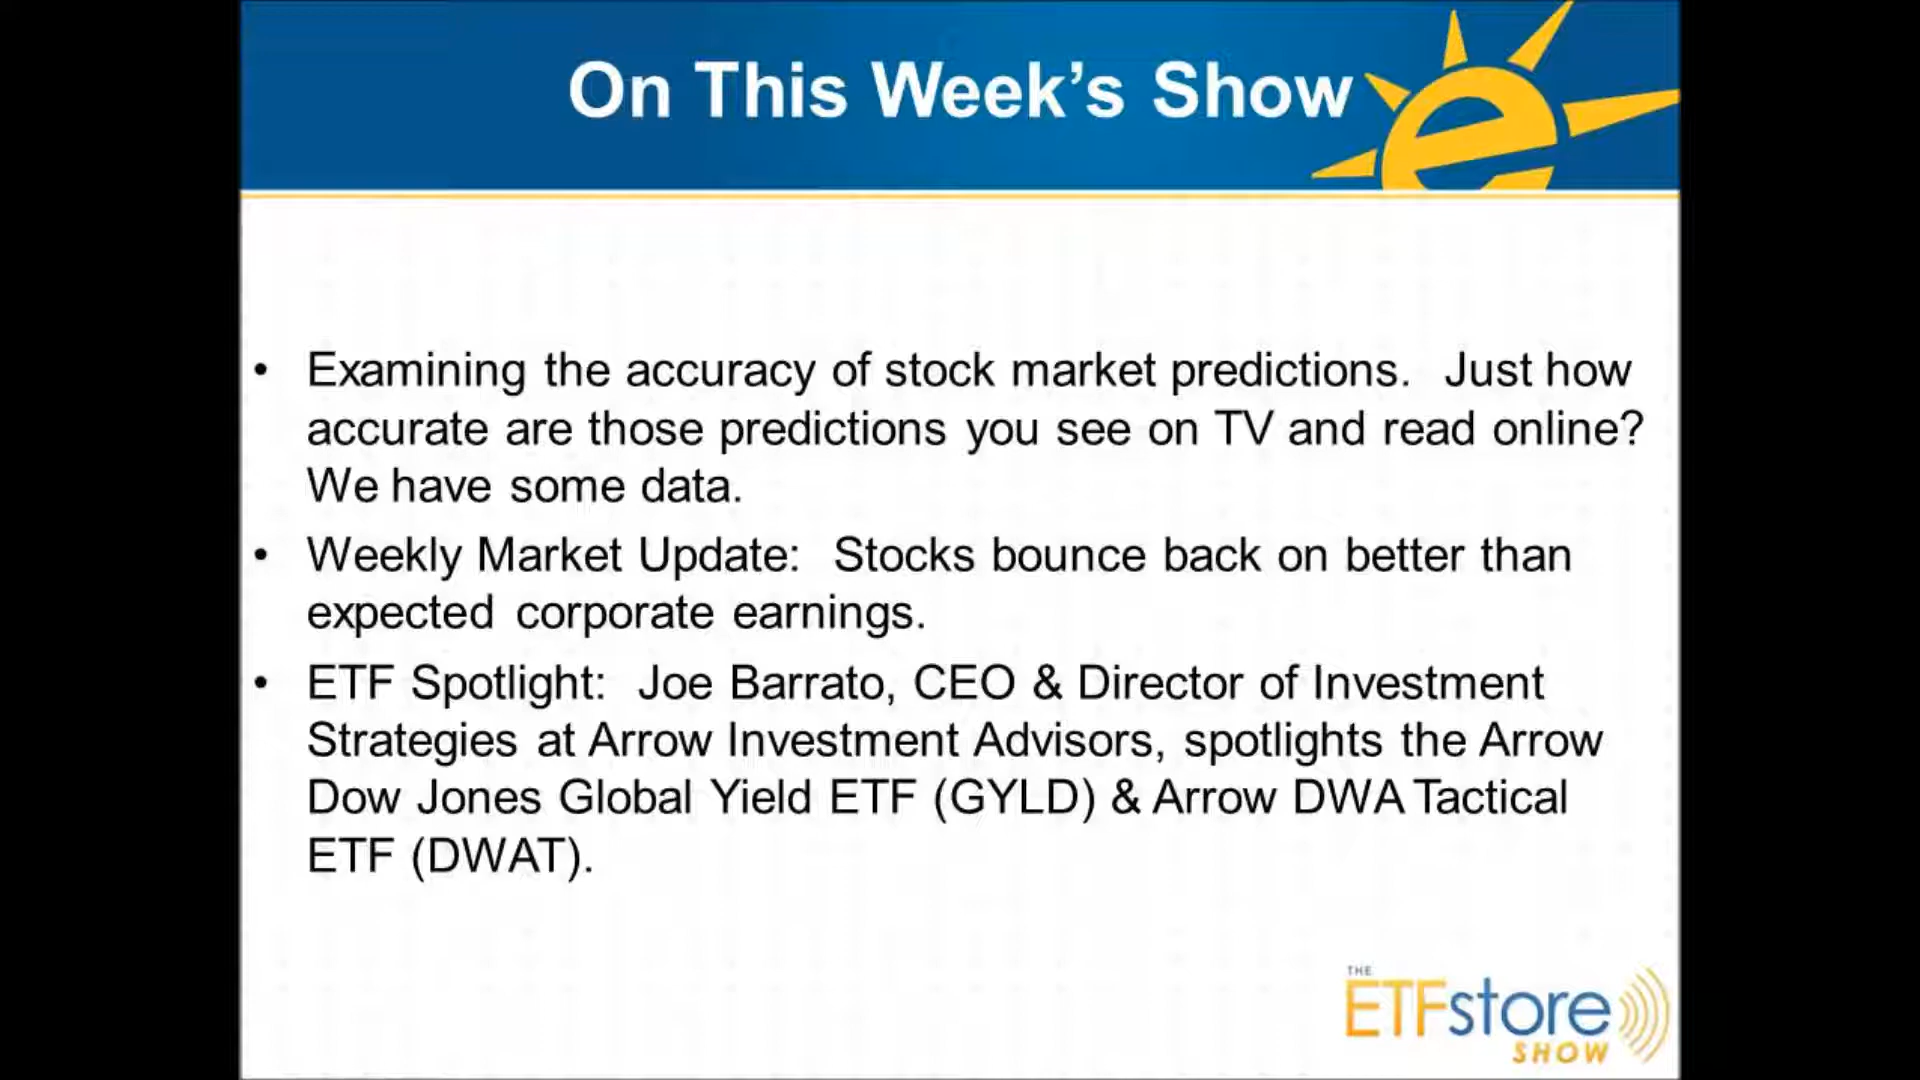 On This Week's Show
• Examining the accuracy of stock market predictions. Just how
accurate are those predictions you see on TV and read online?
We have some data.
• Weekly Market Update: Stocks bounce back on better than
expected corporate earnings.
• ETF Spotlight: Joe Barrato, CEO & Director of Investment
Strategies at Arrow Investment Advisors, spotlights the Arrow
Dow Jones Global Yield ETF (GYLD) & Arrow DWA Tactical
ETF (DWAT).
THE
ETFstore
SHOW